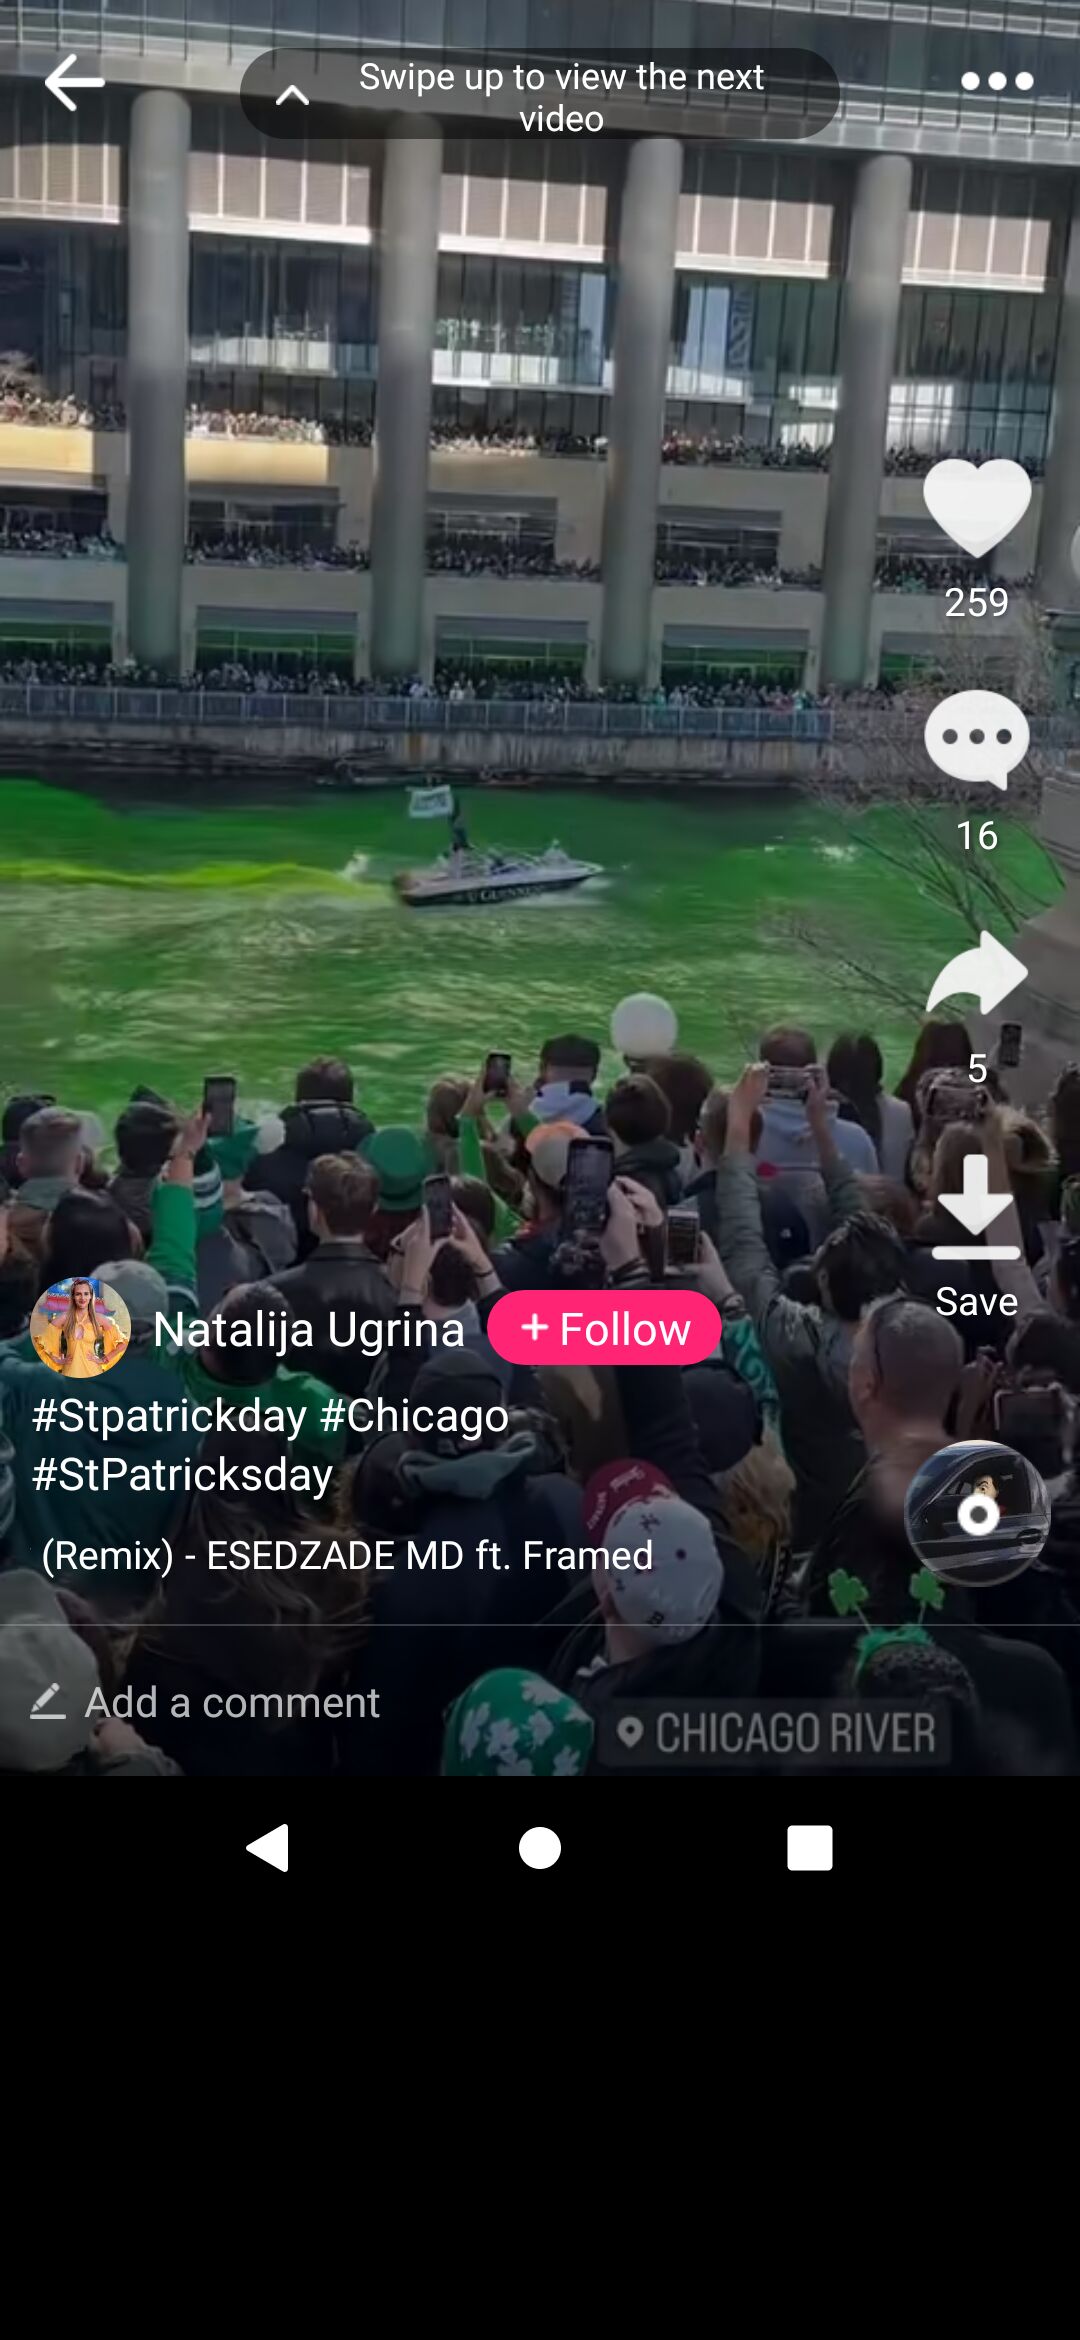 Swipe up to view the next
video
259
16
GUINNESS
5
Save
Natalija Ugrina
+ Follow
#Stpatrickday #Chicago
#StPatricksday
(Remix) - ESEDZADE MD ft. Framed
Add a comment
CHICAGO RIVER